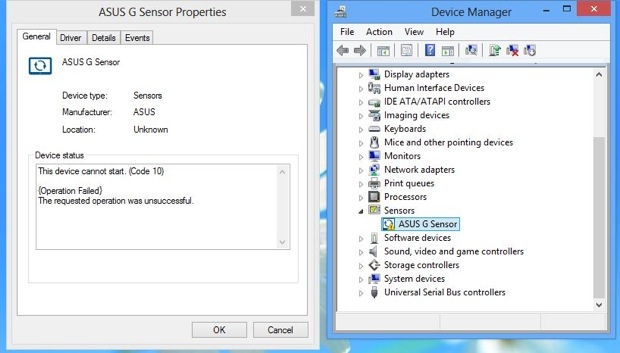 ASUS G Sensor Properties
General
Driver
Details
Events
ASUS G Sensor
Device type: Sensors
Manufacturer: ASUS
Location: Unknown
Device status
This device cannot start. (Code 10)
{Operation Failed}
The requested operation was unsuccessful.
OK
Cancel
Device Manager
File Action View Help
Display adapters
Human Interface Devices
IDE ATA/ATAPI controllers
Imaging devices
Keyboards
Mice and other pointing devices
Monitors
Network adapters
Print queues
Processors
Sensors
ASUS G Sensor
Software devices
Sound, video and game controllers
Storage controllers
System devices
Universal Serial Bus controllers